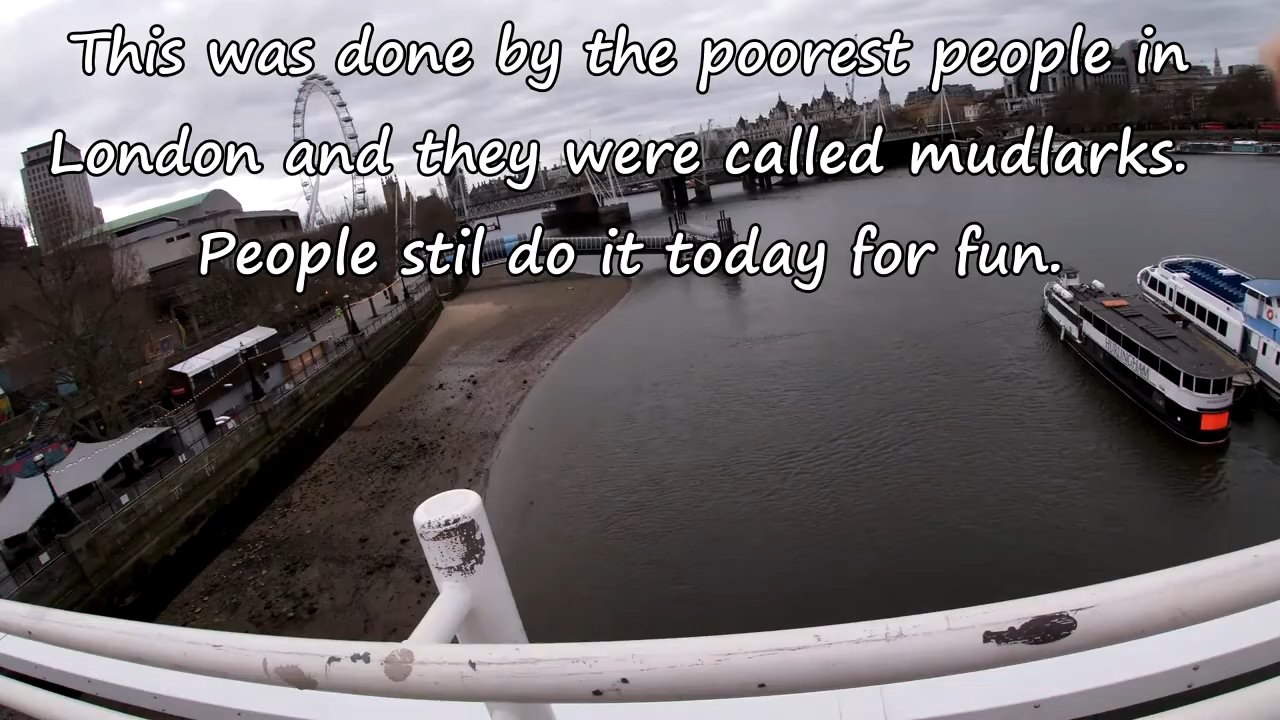 This was done by the poorest people in
London and they were called mudlarks.
People stil do it today for fun.
HURLINGHAM